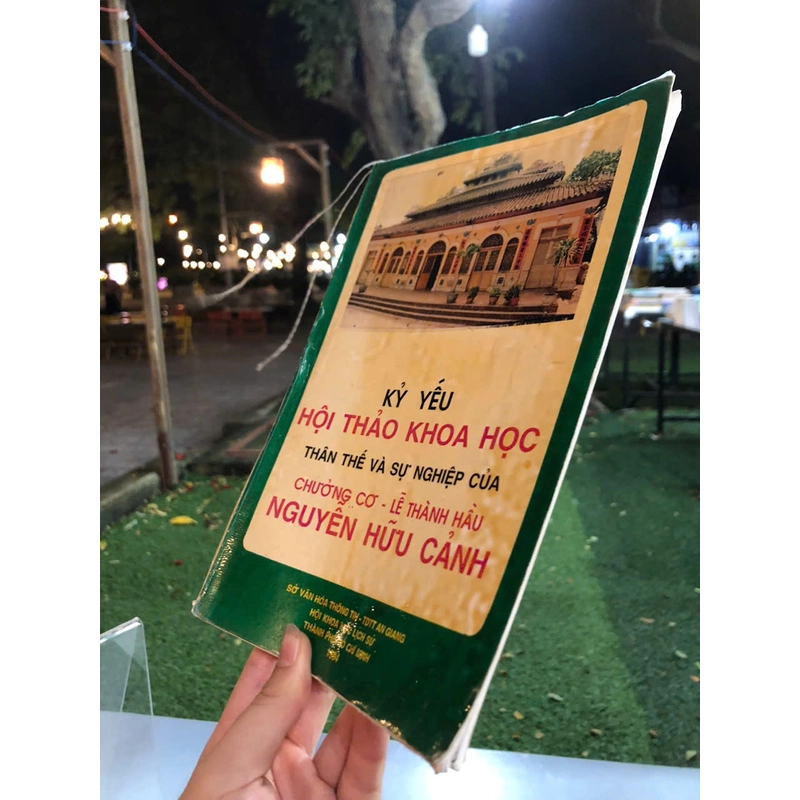 KỶ YẾU
HỘI THẢO KHOA HỌC
THÂN THẾ VÀ SỰ NGHIỆP CỦA
CHƯỞNG CƠ - LỄ THÀNH HẦU
NGUYỄN HỮU CẢNH
SỞ VĂN HÓA THÔNG TIN - TDTT AN GIANG
HỘI KHOA HỌC LỊCH SỬ
THÀNH PHỐ HỒ CHÍ MINH